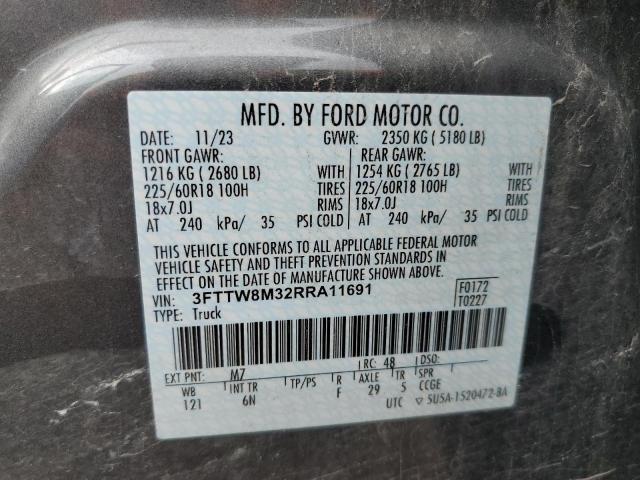 MFD. BY FORD MOTOR CO.
DATE: 11/23 GVWR: 2350 KG ( 5180 LB)
FRONT GAWR: REAR GAWR:
1216 KG ( 2680 LB) WITH 1254 KG ( 2765 LB) WITH
225/60R18 100H TIRES 225/60R18 100H TIRES
18x7.0J RIMS 18x7.0J RIMS
AT 240 kPa/ 35 PSI COLD AT 240 kPa/ 35 PSI COLD
THIS VEHICLE CONFORMS TO ALL APPLICABLE FEDERAL MOTOR
VEHICLE SAFETY AND THEFT PREVENTION STANDARDS IN
EFFECT ON THE DATE OF MANUFACTURE SHOWN ABOVE.
VIN: 3FTTW8M32RRA11691 F0172
TYPE: Truck T0227
EXT PNT: M7 RC: 48 DSO:
WB INT TR TP/PS R AXLE TR SPR
121 6N F 29 5 CCGE
UTC ▽ 5U5A-1520472-BA